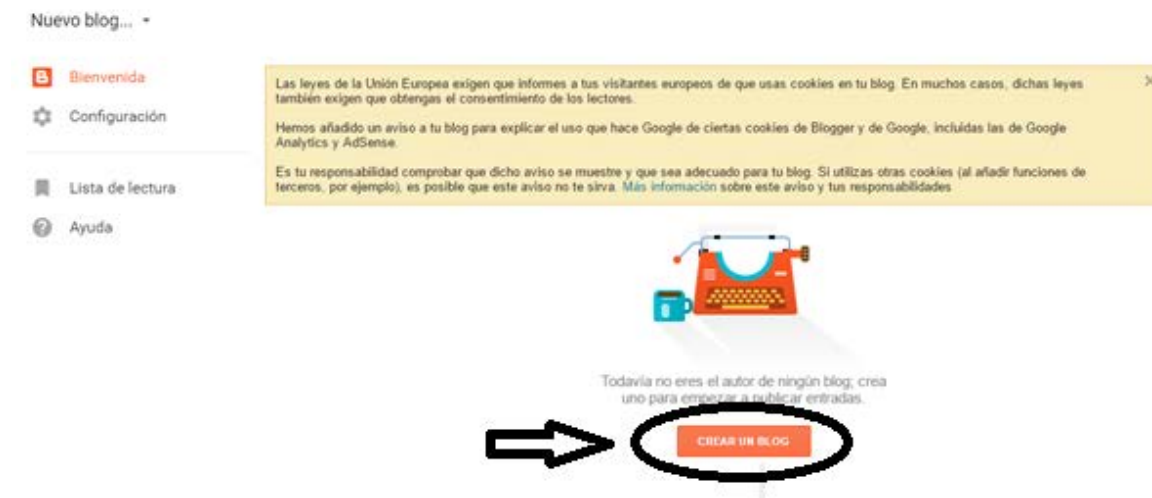 Nuevo blog...
Bienvenida
Configuración
Lista de lectura
Ayuda
Las leyes de la Unión Europea exigen que informes a tus visitantes europeos de que usas cookies en tu blog. En muchos casos, dichas leyes
también exigen que obtengas el consentimiento de los lectores.
Hemos añadido un aviso a tu blog para explicar el uso que hace Google de ciertas cookies de Blogger y de Google, incluidas las de Google
Analytics y AdSense.
Es tu responsabilidad comprobar que dicho aviso se muestre y que sea adecuado para tu blog. Si utilizas otras cookies (al añadir funciones de
terceros, por ejemplo), es posible que este aviso no te sirva. Más información sobre este aviso y tus responsabilidades.
Todavía no eres el autor de ningún blog; crea
uno para empezar a publicar entradas.
CREAR UN BLOG